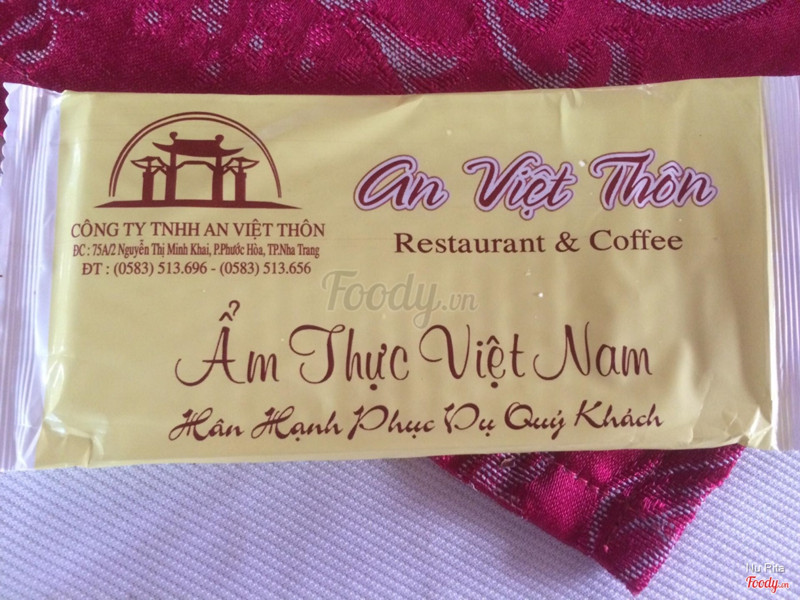 CÔNG TY TNHH AN VIỆT THÔN
ĐC : 75A/2 Nguyễn Thị Minh Khai, P.Phước Hòa, TP.Nha Trang
ĐT : (0583) 513.696 - (0583) 513.656
An Việt Thôn
Restaurant & Coffee
Foody.vn
Ẩm Thực Việt Nam
Hân Hạnh Phục Vụ Quý Khách
Nu Pita
Foody.vn